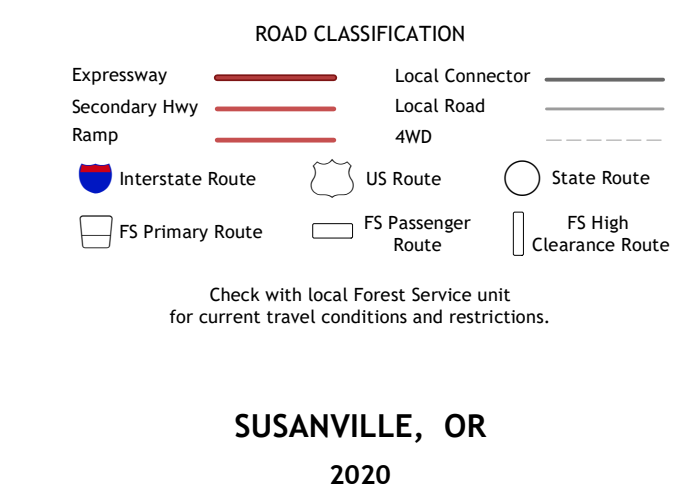 ROAD CLASSIFICATION
Expressway
Local Connector
Secondary Hwy
Local Road
Ramp
4WD
Interstate Route
US Route
State Route
FS Primary Route
FS Passenger
Route
FS High
Clearance Route
Check with local Forest Service unit
for current travel conditions and restrictions.
SUSANVILLE, OR
2020